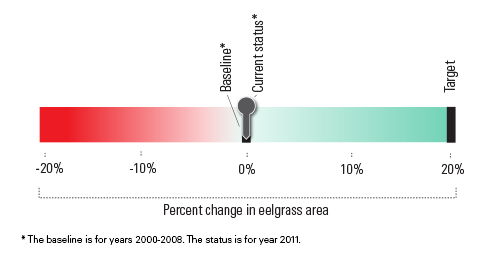 Baseline*
Current status*
Target
-20%
-10%
0%
10%
20%
Percent change in eelgrass area
* The baseline is for years 2000-2008. The status is for year 2011.